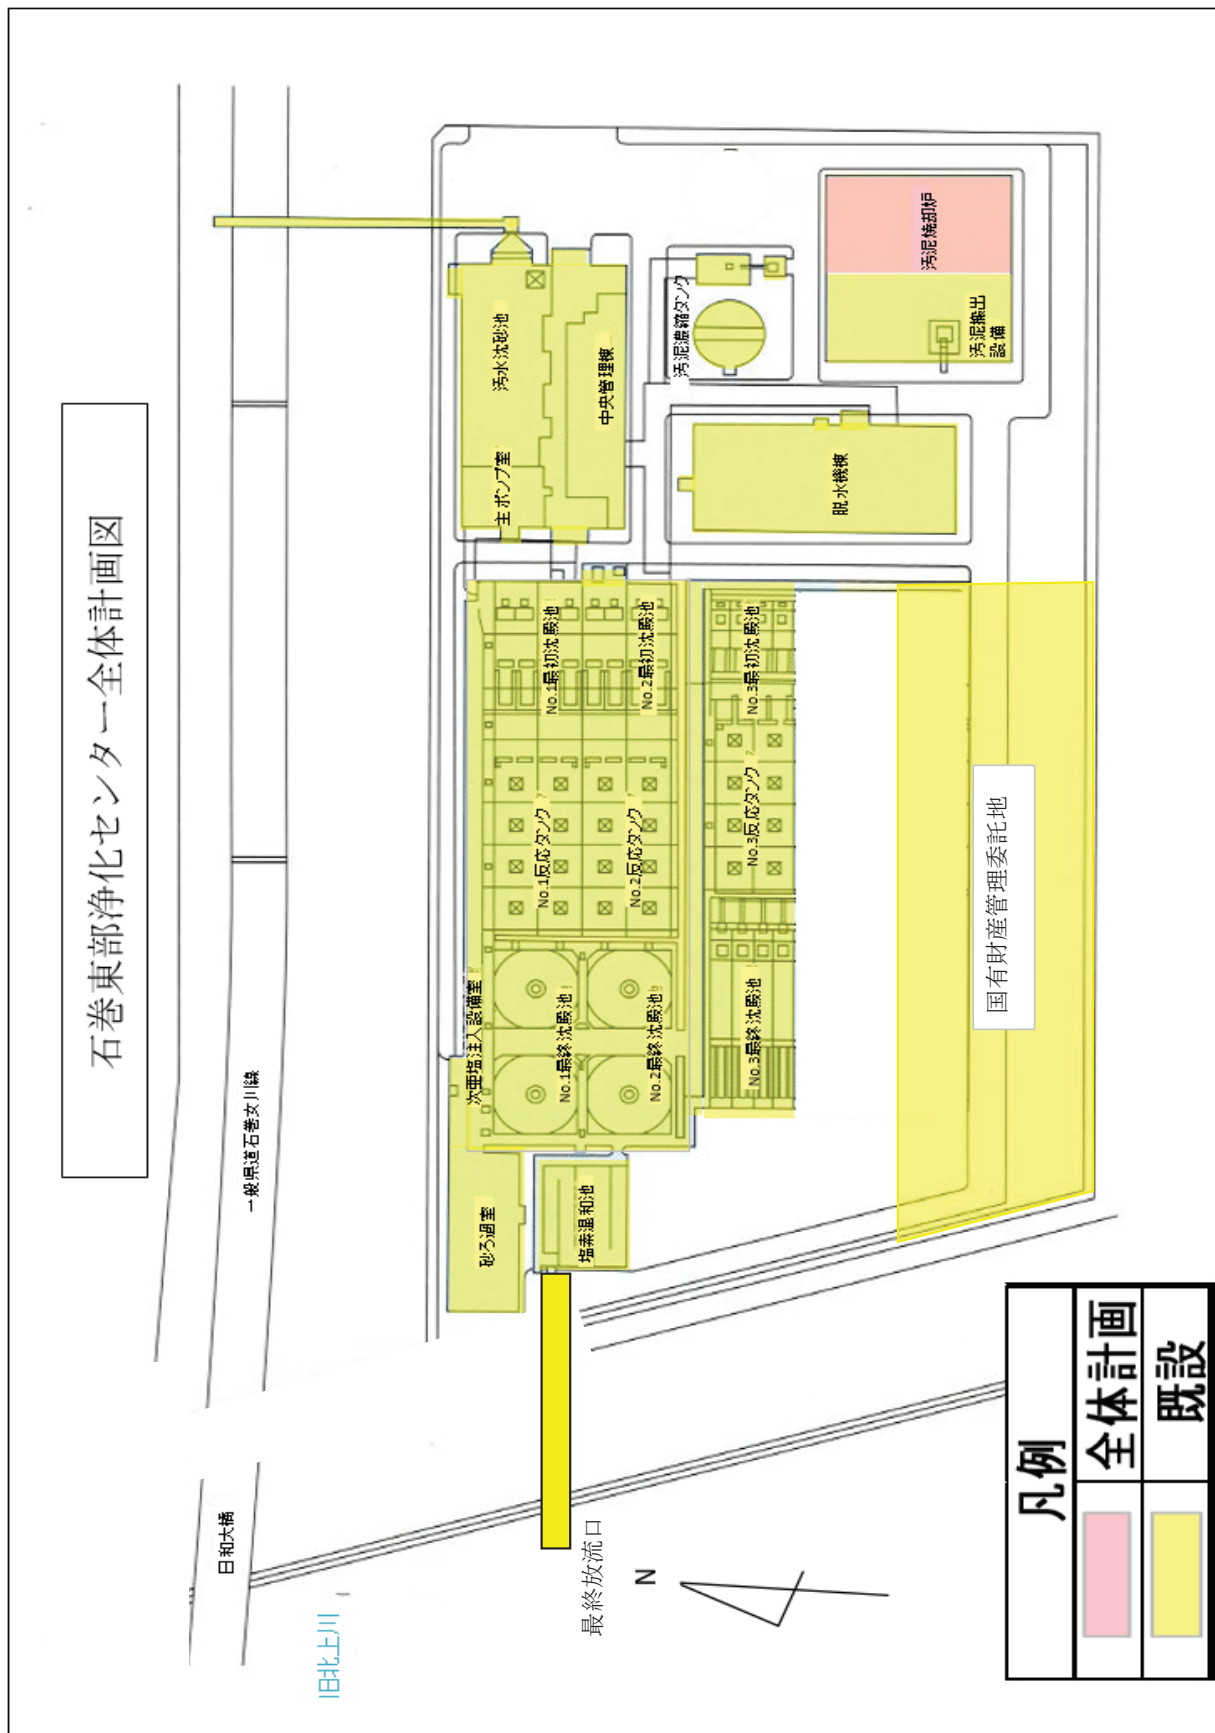 石巻東部浄化センター全体計画図
一般県道石巻女川線
日和大橋
旧北上川
最終放流口
N
主ポンプ室
汚水沈砂池
中央管理棟
汚泥濃縮タンク
汚泥焼却炉
汚泥搬出
設備
脱水機棟
No.1最初沈殿池
No.2最初沈殿池
No.3最初沈殿池
No.1反応タンク
No.2反応タンク
No.3反応タンク
次亜塩注入設備室
No.1最終沈殿池
No.2最終沈殿池
No.3最終沈殿池
砂ろ過室
塩素混和池
国有財産管理委託地
凡例
全体計画
既設